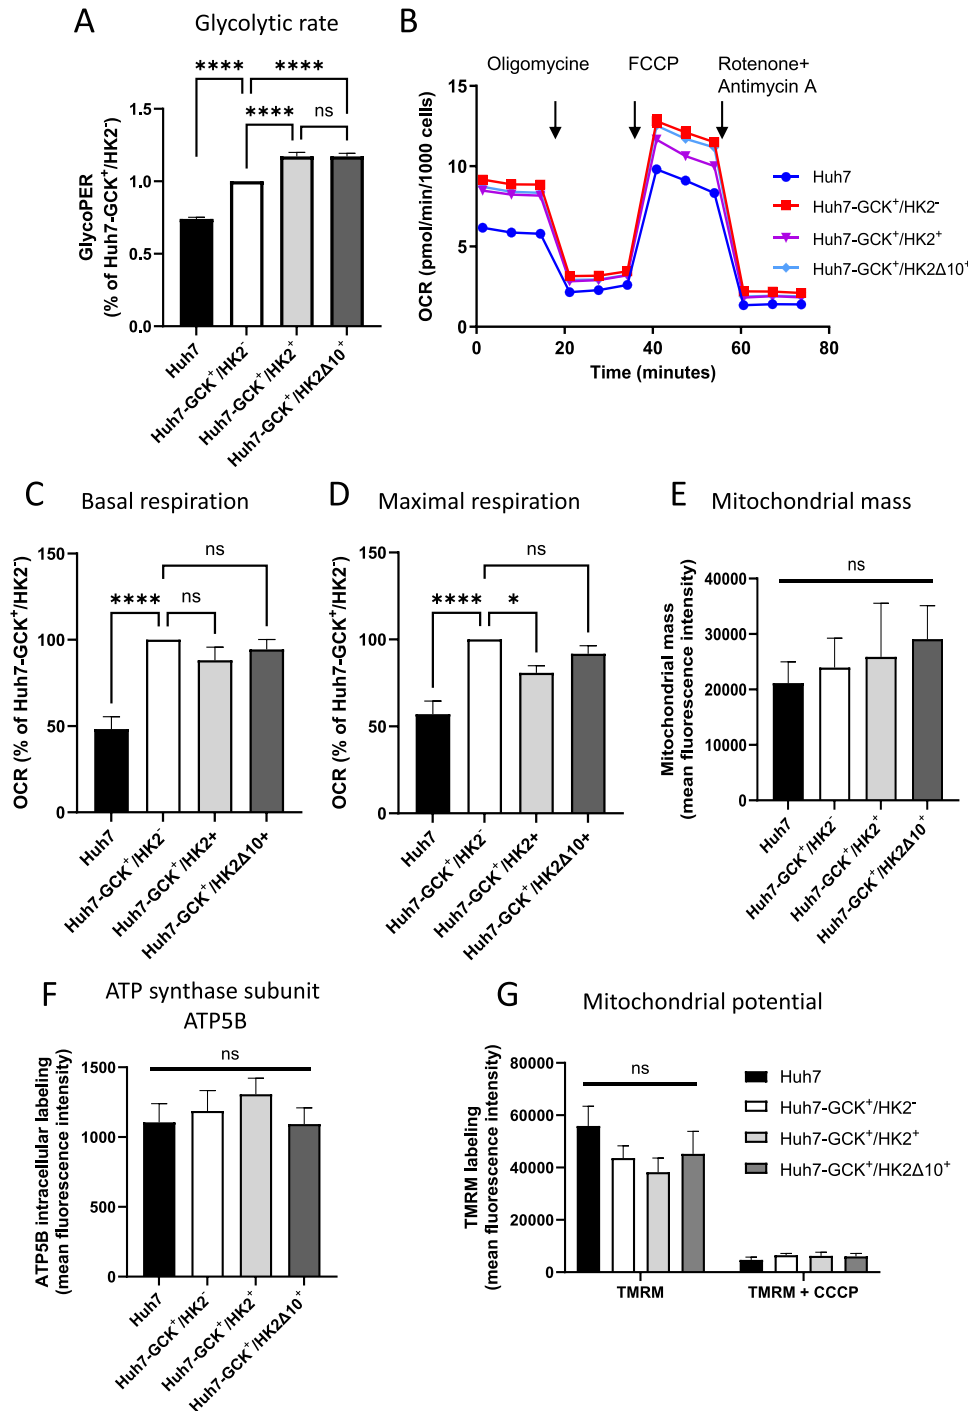 A
Glycolytic rate
****
****
****
ns
GlycoPER
(% of Huh7-GCK⁺/HK2⁻)
1.5
1.0
0.5
0.0
Huh7
Huh7-GCK⁺/HK2⁻
Huh7-GCK⁺/HK2⁺
Huh7-GCK⁺/HK2Δ10⁺
B
Oligomycine
FCCP
Rotenone+
Antimycin A
OCR (pmol/min/1000 cells)
15
10
5
0
0
20
40
60
80
Time (minutes)
Huh7
Huh7-GCK⁺/HK2⁻
Huh7-GCK⁺/HK2⁺
Huh7-GCK⁺/HK2Δ10⁺
C
Basal respiration
ns
****
ns
OCR (% of Huh7-GCK⁺/HK2⁻)
150
100
50
0
Huh7
Huh7-GCK⁺/HK2⁻
Huh7-GCK⁺/HK2+
Huh7-GCK⁺/HK2Δ10+
D
Maximal respiration
ns
****
*
OCR (% of Huh7-GCK⁺/HK2⁻)
150
100
50
0
Huh7
Huh7-GCK⁺/HK2⁻
Huh7-GCK⁺/HK2+
Huh7-GCK⁺/HK2Δ10+
E
Mitochondrial mass
ns
Mitochondrial mass
(mean fluorescence intensity)
40000
30000
20000
10000
0
Huh7
Huh7-GCK⁺/HK2⁻
Huh7-GCK⁺/HK2⁺
Huh7-GCK⁺/HK2Δ10⁺
F
ATP synthase subunit
ATP5B
ns
ATP5B intracellular labeling
(mean fluorescence intensity)
1500
1000
500
0
Huh7
Huh7-GCK⁺/HK2⁻
Huh7-GCK⁺/HK2⁺
Huh7-GCK⁺/HK2Δ10⁺
G
Mitochondrial potential
ns
TMRM labeling
(mean fluorescence intensity)
80000
60000
40000
20000
0
TMRM
TMRM + CCCP
Huh7
Huh7-GCK⁺/HK2⁻
Huh7-GCK⁺/HK2⁺
Huh7-GCK⁺/HK2Δ10⁺